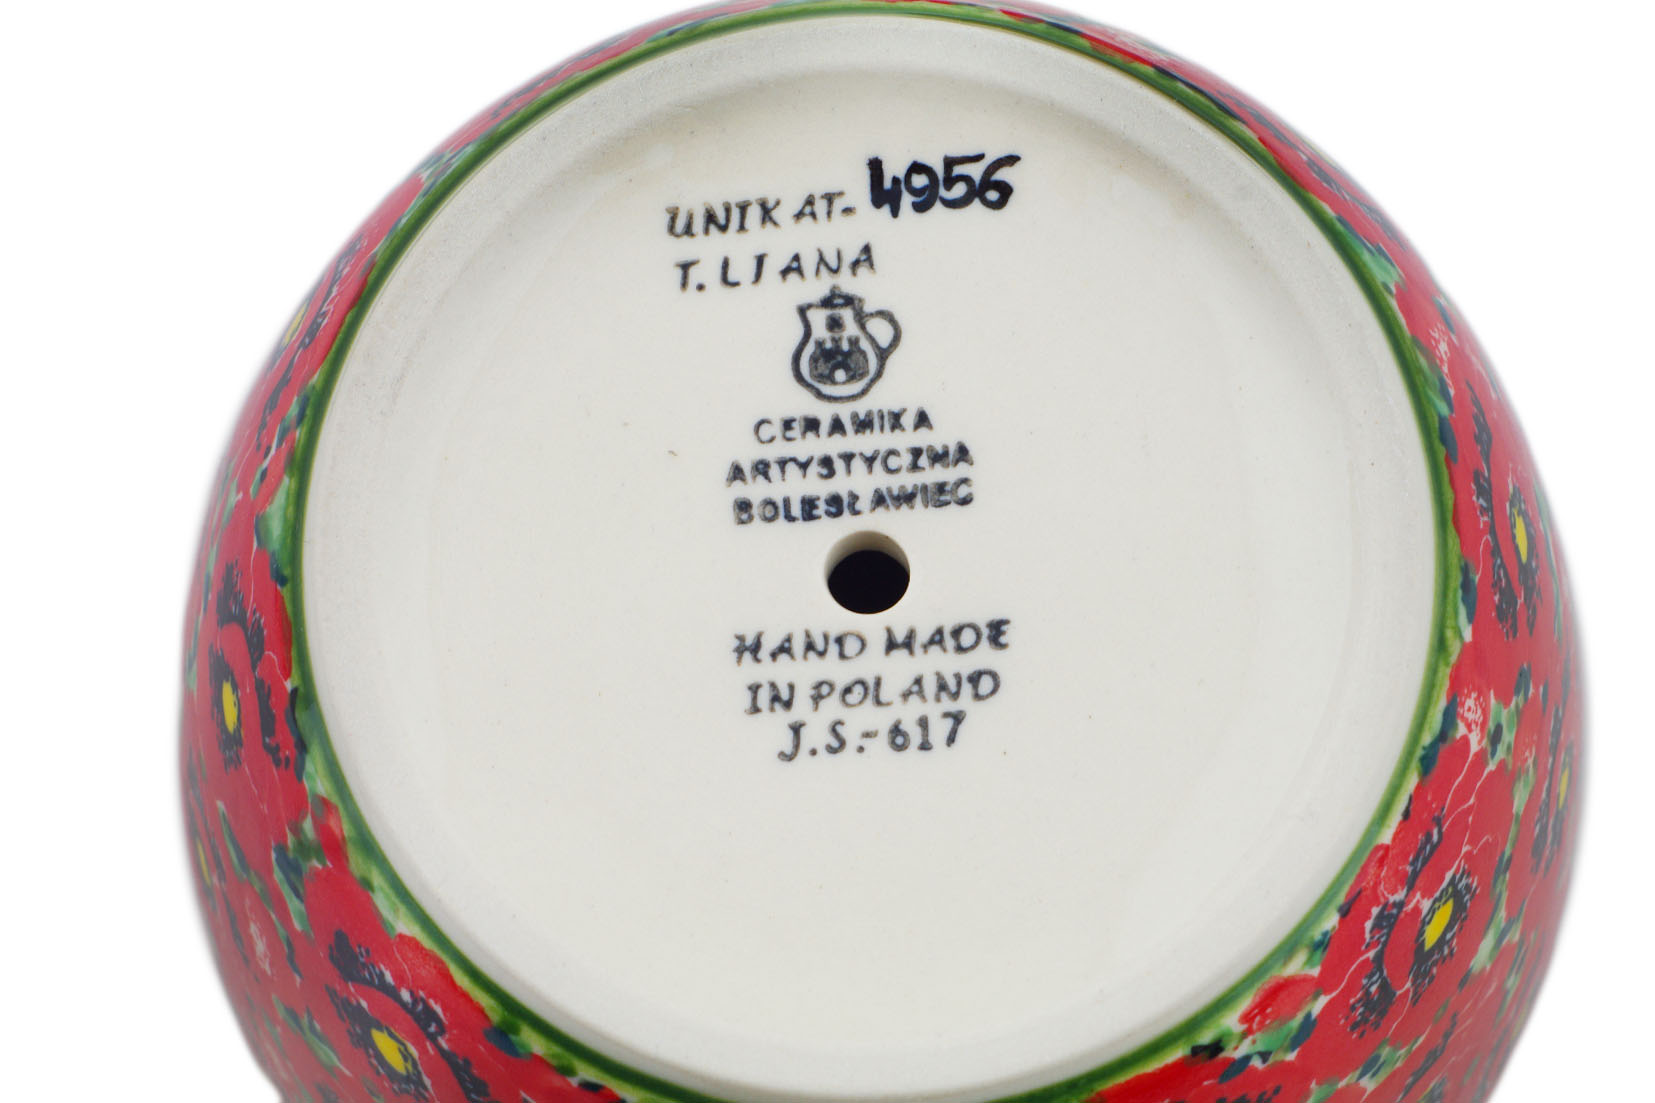 UNIKAT-4956
T. LIANA
CERAMIKA
ARTYSTYCZNA
BOLESŁAWIEC
HAND MADE
IN POLAND
J.S.-617